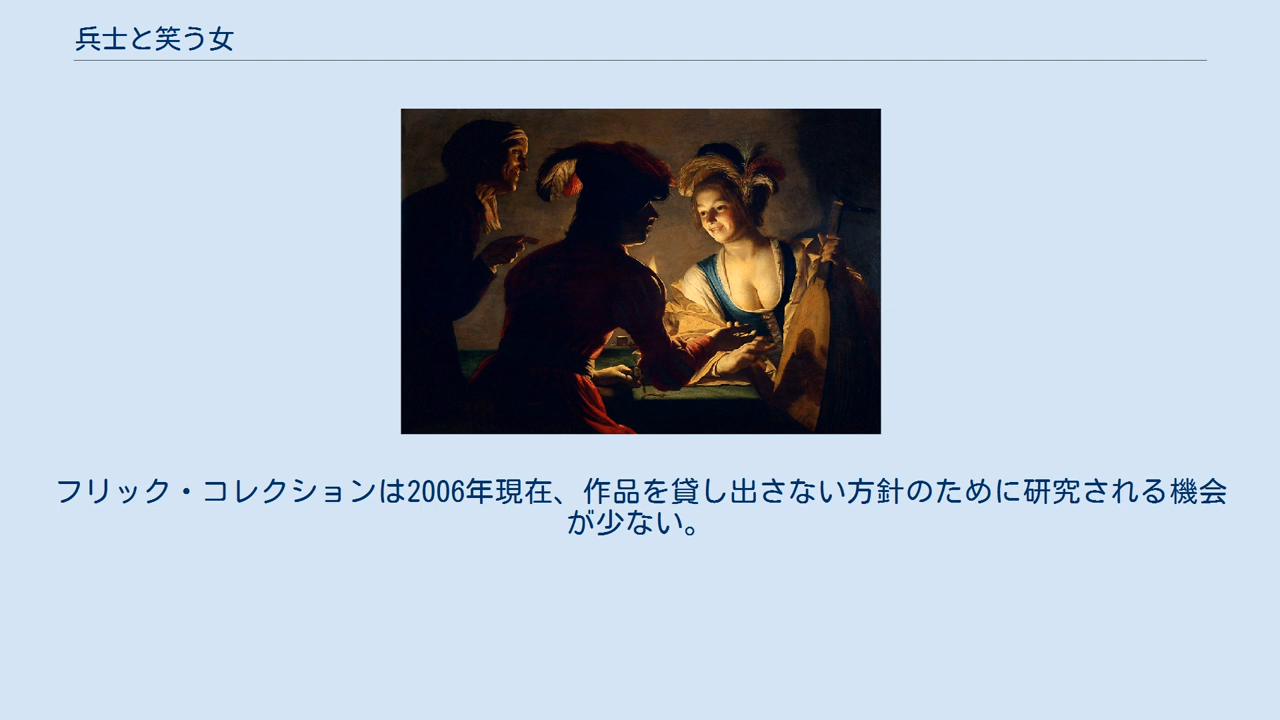 兵士と笑う女
フリック・コレクションは2006年現在、作品を貸し出さない方針のために研究される機会
が少ない。